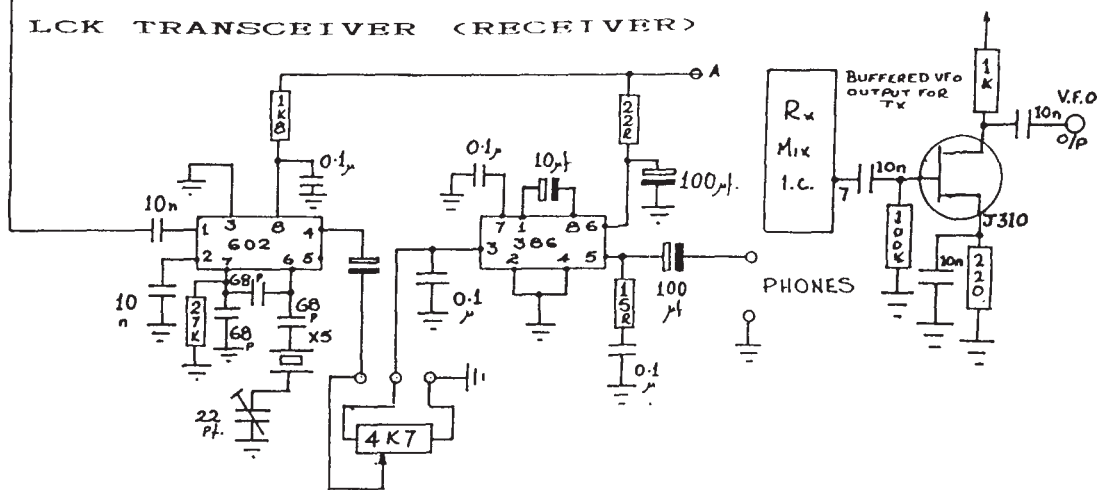 LCK TRANSCEIVER (RECEIVER)
A
1K8
0.1µ
22R
0.1µ
10µf
100µf.
10n
1 3 8 4
602
2 7 6 5
10
n
27K
68P
68P
68
P
X5
22
Pf.
7 1 8 6
3 386
2 4 5
0.1
µ
15R
100
µf
0.1
µ
PHONES
4K7
BUFFERED VFO
OUTPUT FOR
TX
Rx
Mix
I.C.
7
10n
100K
1K
10n
V.F.O
O/P
J310
10n
220.